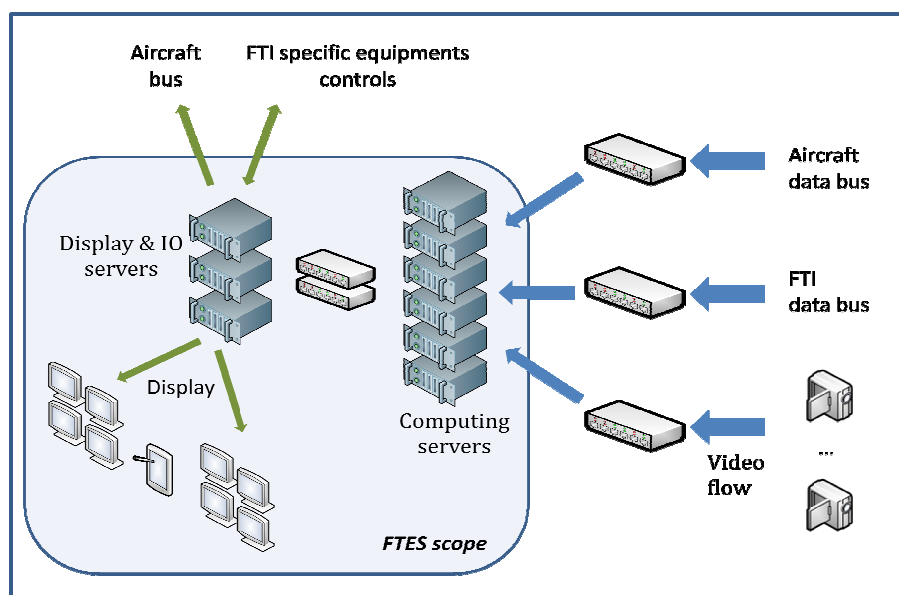 Aircraft
bus
FTI specific equipments
controls
Aircraft
data bus
Display & IO
servers
FTI
data bus
Display
Computing
servers
Video
flow
...
FTES scope